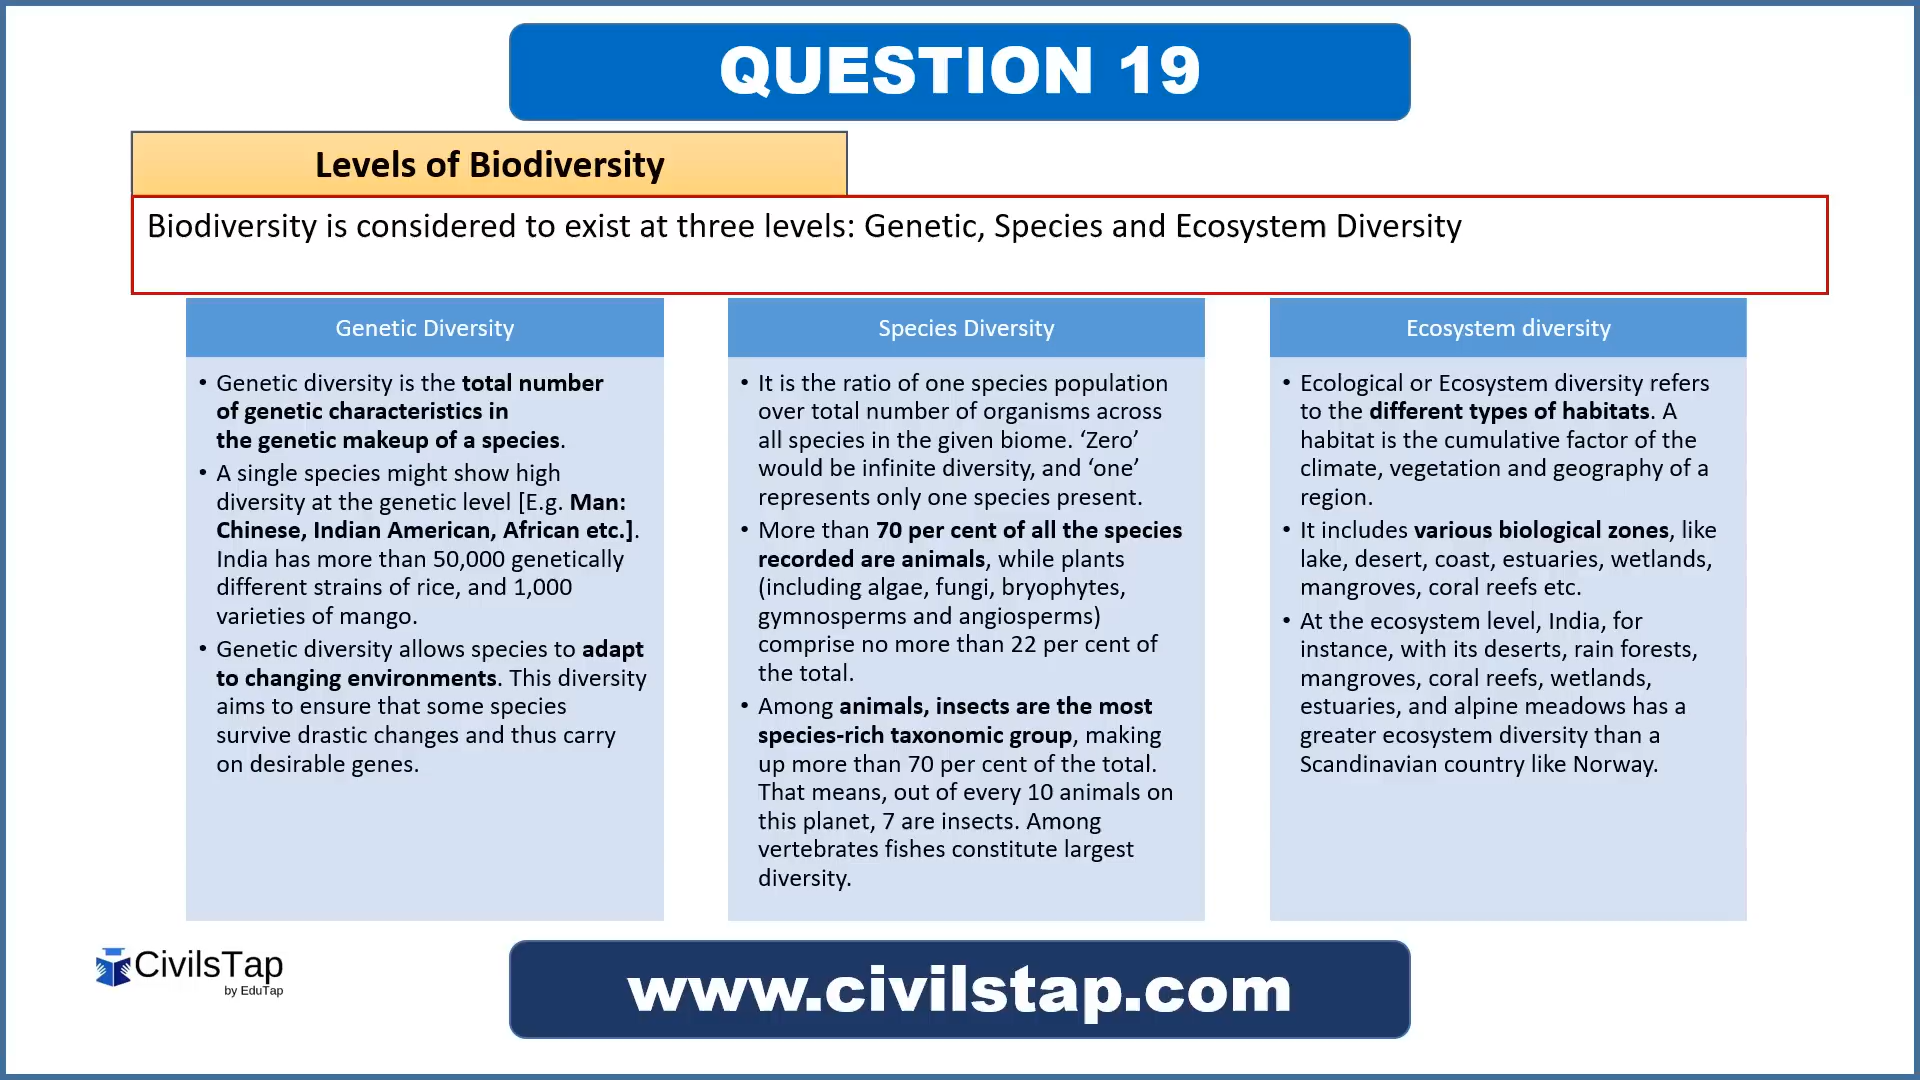 QUESTION 19
Levels of Biodiversity
Biodiversity is considered to exist at three levels: Genetic, Species and Ecosystem Diversity
Genetic Diversity
• Genetic diversity is the total number
of genetic characteristics in
the genetic makeup of a species.
• A single species might show high
diversity at the genetic level [E.g. Man:
Chinese, Indian American, African etc.].
India has more than 50,000 genetically
different strains of rice, and 1,000
varieties of mango.
• Genetic diversity allows species to adapt
to changing environments. This diversity
aims to ensure that some species
survive drastic changes and thus carry
on desirable genes.
Species Diversity
• It is the ratio of one species population
over total number of organisms across
all species in the given biome. ‘Zero’
would be infinite diversity, and ‘one’
represents only one species present.
• More than 70 per cent of all the species
recorded are animals, while plants
(including algae, fungi, bryophytes,
gymnosperms and angiosperms)
comprise no more than 22 per cent of
the total.
• Among animals, insects are the most
species-rich taxonomic group, making
up more than 70 per cent of the total.
That means, out of every 10 animals on
this planet, 7 are insects. Among
vertebrates fishes constitute largest
diversity.
Ecosystem diversity
• Ecological or Ecosystem diversity refers
to the different types of habitats. A
habitat is the cumulative factor of the
climate, vegetation and geography of a
region.
• It includes various biological zones, like
lake, desert, coast, estuaries, wetlands,
mangroves, coral reefs etc.
• At the ecosystem level, India, for
instance, with its deserts, rain forests,
mangroves, coral reefs, wetlands,
estuaries, and alpine meadows has a
greater ecosystem diversity than a
Scandinavian country like Norway.
CivilsTap
by EduTap
www.civilstap.com